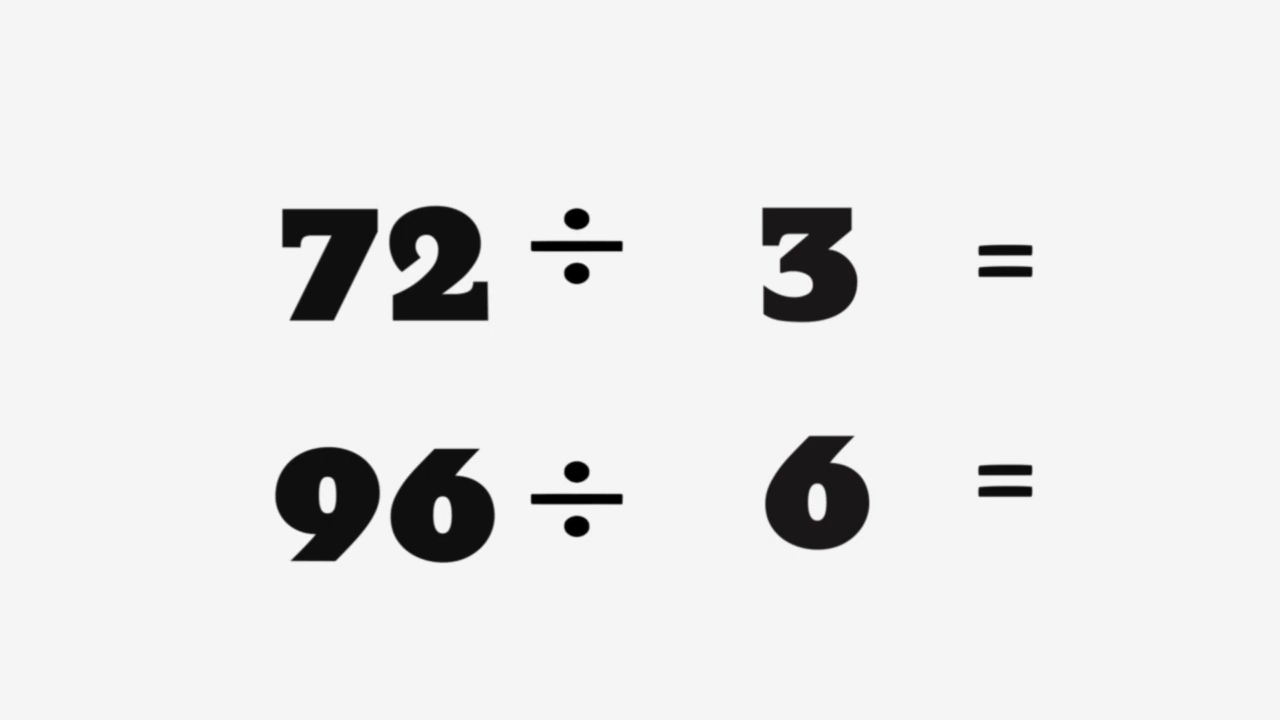 72 ÷ 3 =
96 ÷ 6 =